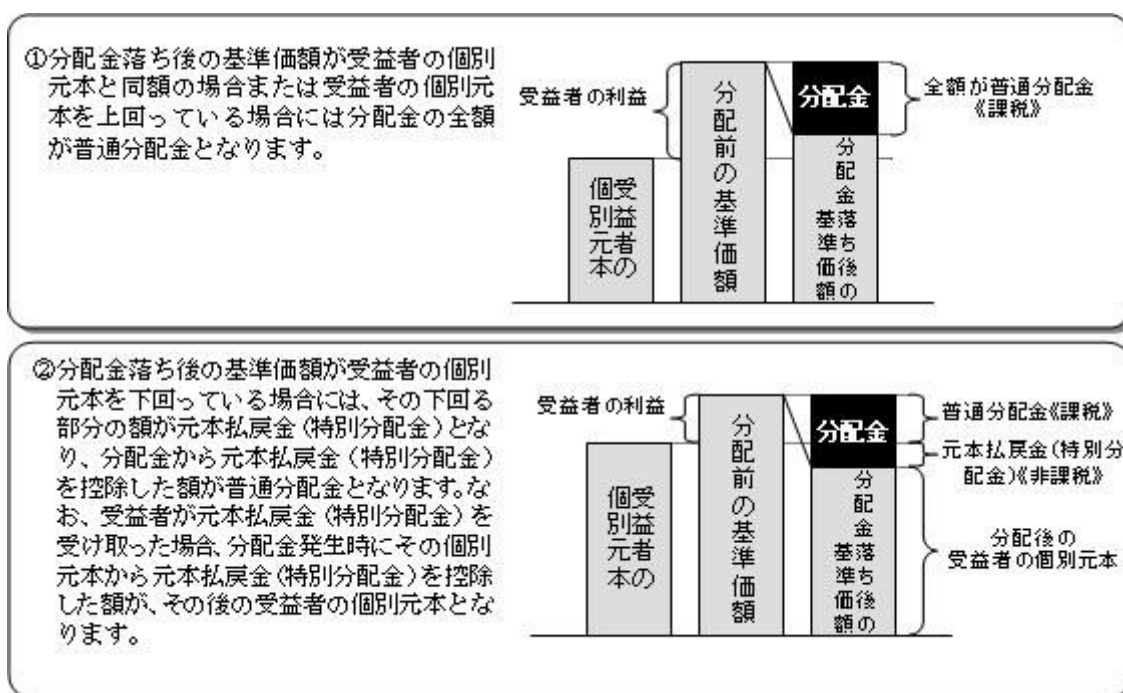 ①分配金落ち後の基準価額が受益者の個別
元本と同額の場合または受益者の個別元
本を上回っている場合には分配金の全額
が普通分配金となります。
受益者の利益
受益者の
個別元本
分配前の基準価額
分配金
分配金落ち後の
基準価額
全額が普通分配金
《課税》
②分配金落ち後の基準価額が受益者の個別
元本を下回っている場合には、その下回る
部分の額が元本払戻金(特別分配金)とな
り、分配金から元本払戻金(特別分配金)
を控除した額が普通分配金となります。な
お、受益者が元本払戻金(特別分配金)を
受け取った場合、分配金発生時にその個別
元本から元本払戻金(特別分配金)を控除
した額が、その後の受益者の個別元本とな
ります。
受益者の利益
受益者の
個別元本
分配前の基準価額
分配金
分配金落ち後の
基準価額
普通分配金《課税》
元本払戻金(特別分
配金)《非課税》
分配後の
受益者の個別元本